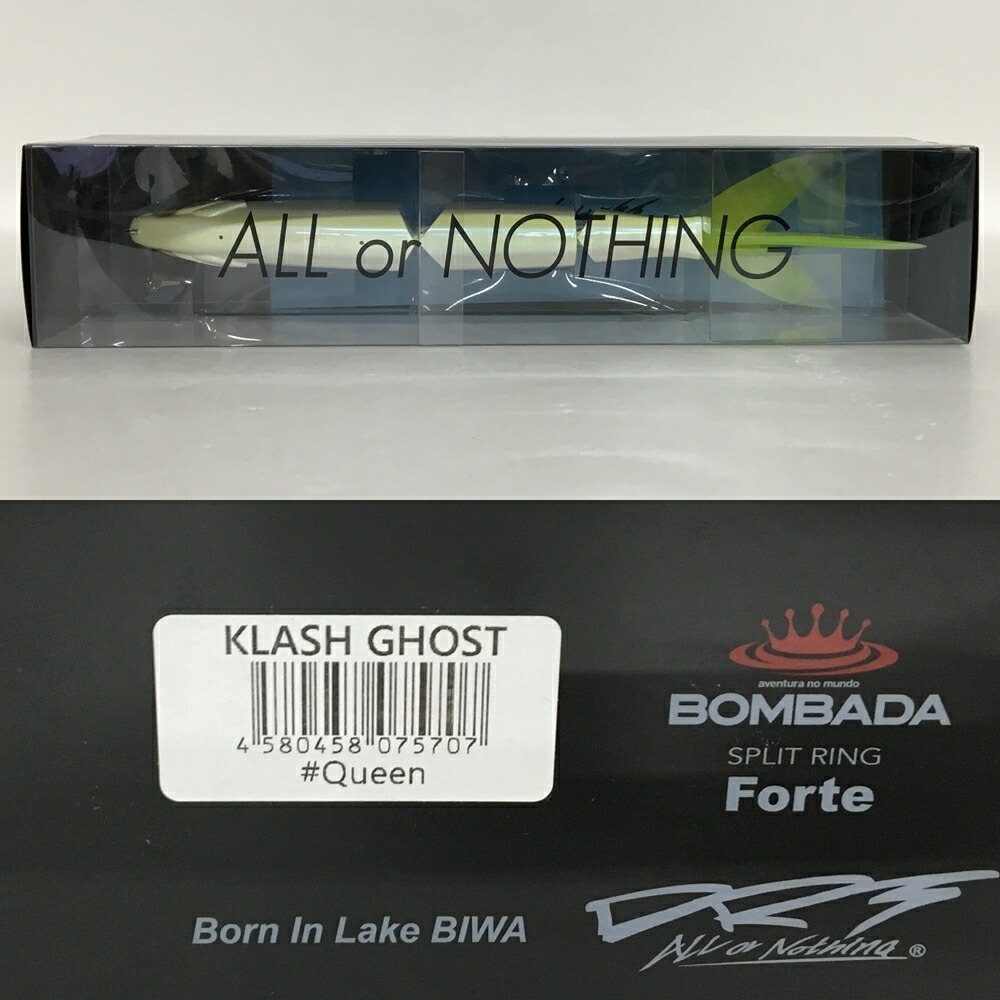 ALL or NOTHING
KLASH GHOST
4 580458 075707
#Queen
aventura no mundo
BOMBADA
SPLIT RING
Forte
Born In Lake BIWA
DRT
All or Nothing ®